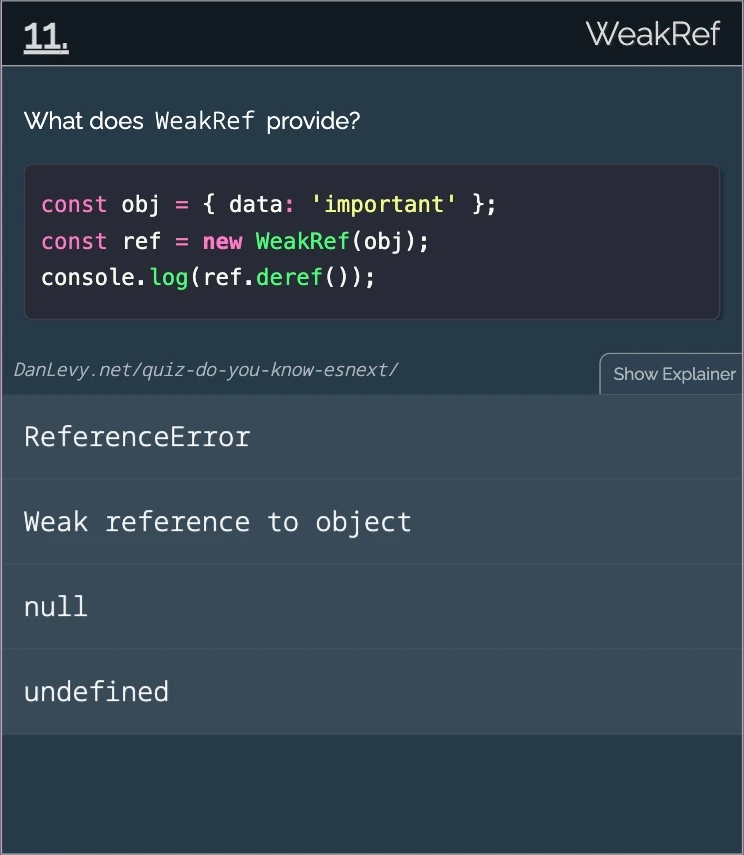 11.
WeakRef
What does WeakRef provide?
const obj = { data: 'important' };
const ref = new WeakRef(obj);
console.log(ref.deref());
DanLevy.net/quiz-do-you-know-esnext/
Show Explainer
ReferenceError
Weak reference to object
null
undefined